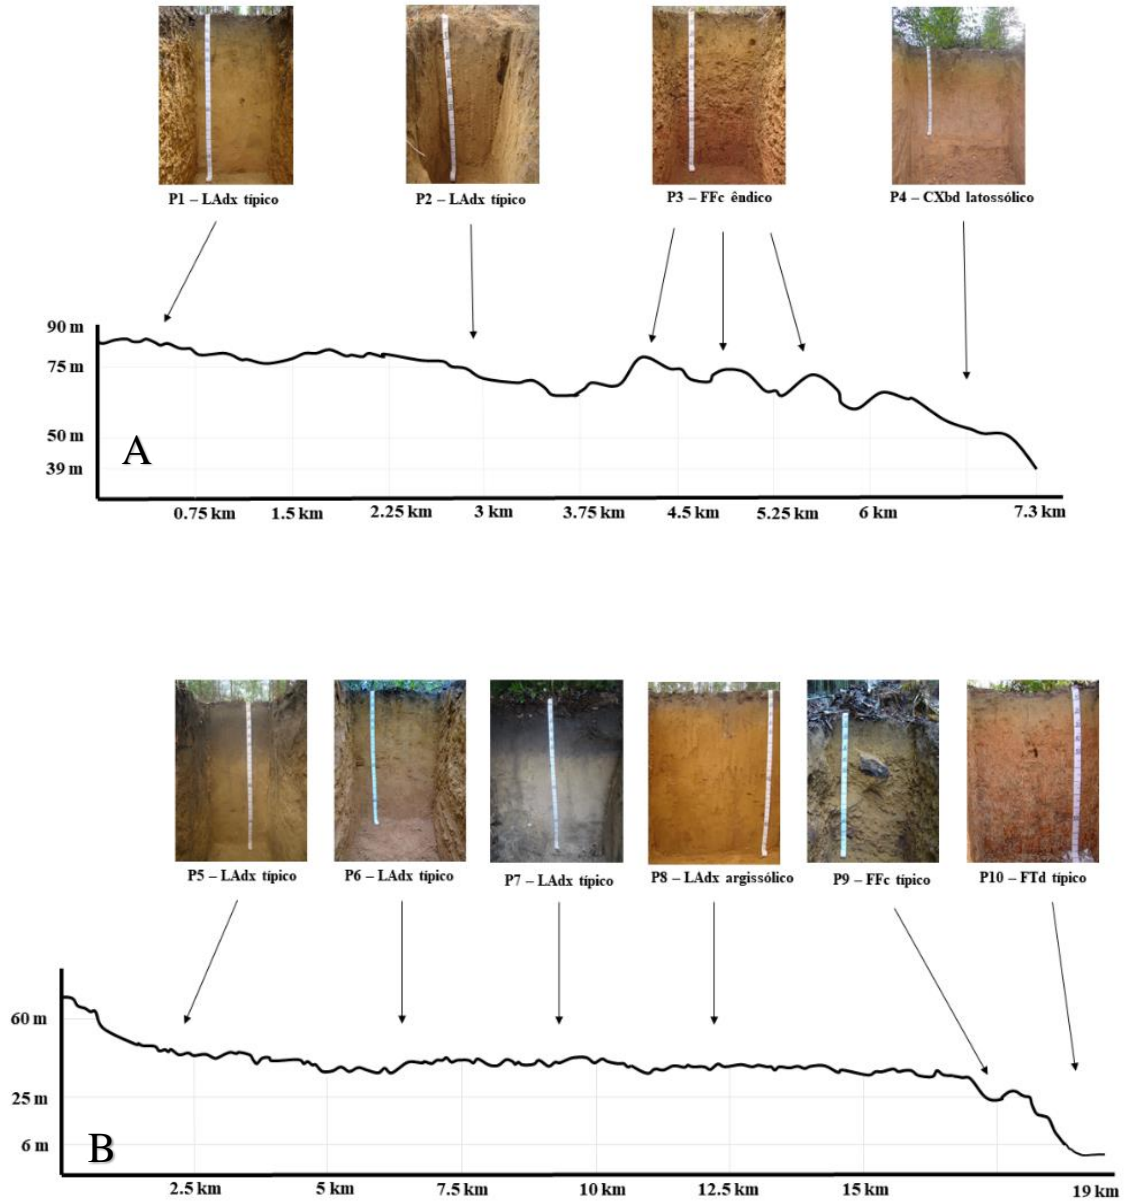 P1 – LAdx típico
P2 – LAdx típico
P3 – FFc êndico
P4 – CXbd latossólico
90 m
75 m
50 m
39 m
A
0.75 km
1.5 km
2.25 km
3 km
3.75 km
4.5 km
5.25 km
6 km
7.3 km
P5 – LAdx típico
P6 – LAdx típico
P7 – LAdx típico
P8 – LAdx argissólico
P9 – FFc típico
P10 – FTd típico
60 m
25 m
6 m
B
2.5 km
5 km
7.5 km
10 km
12.5 km
15 km
19 km